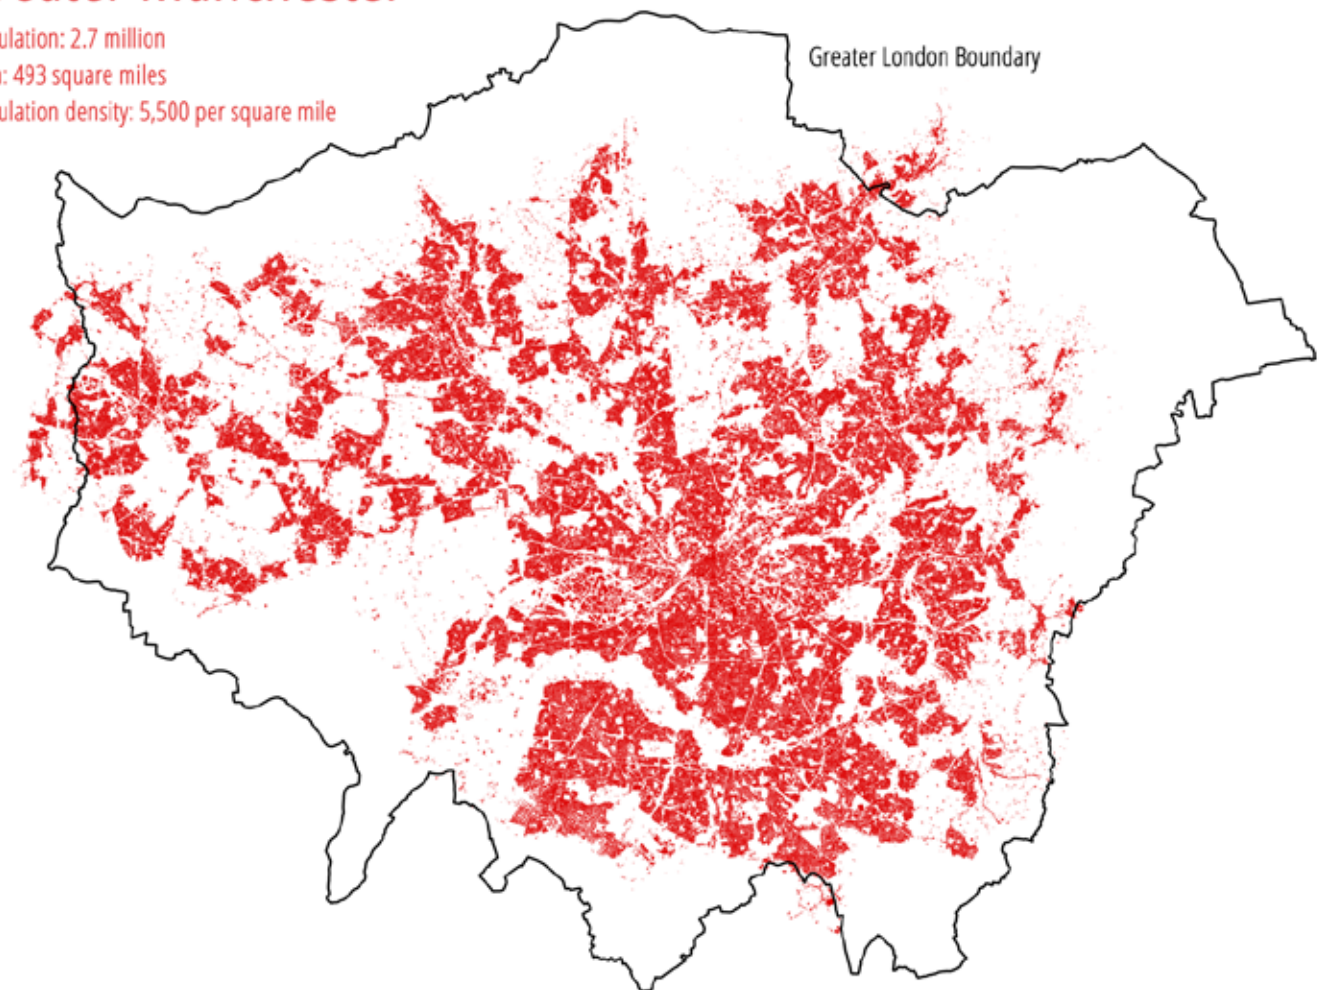 ulation: 2.7 million
: 493 square miles
ulation density: 5,500 per square mile
Greater London Boundary